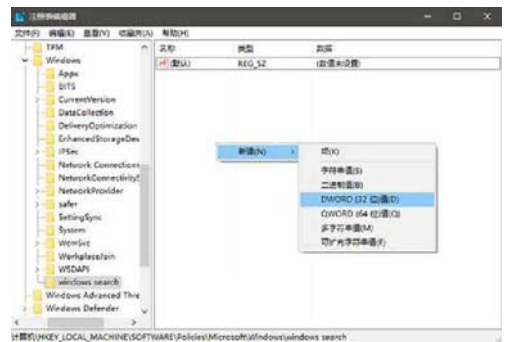 注册表编辑器
文件(F) 编辑(E) 查看(V) 收藏夹(A) 帮助(H)
TPM
Windows
Appx
BITS
CurrentVersion
DataCollection
DeliveryOptimization
EnhancedStorageDev
IPSec
Network Connections
NetworkConnectivityS
NetworkProvider
safer
SettingSync
System
WcmSvc
WorkplaceJoin
WSDAPI
windows search
Windows Advanced Thre
Windows Defender
名称 类型 数据
(默认) REG_SZ (数值未设置)
新建(N)
项(K)
字符串值(S)
二进制值(B)
DWORD (32 位)值(D)
QWORD (64 位)值(Q)
多字符串值(M)
可扩充字符串值(E)
计算机\HKEY_LOCAL_MACHINE\SOFTWARE\Policies\Microsoft\Windows\windows search